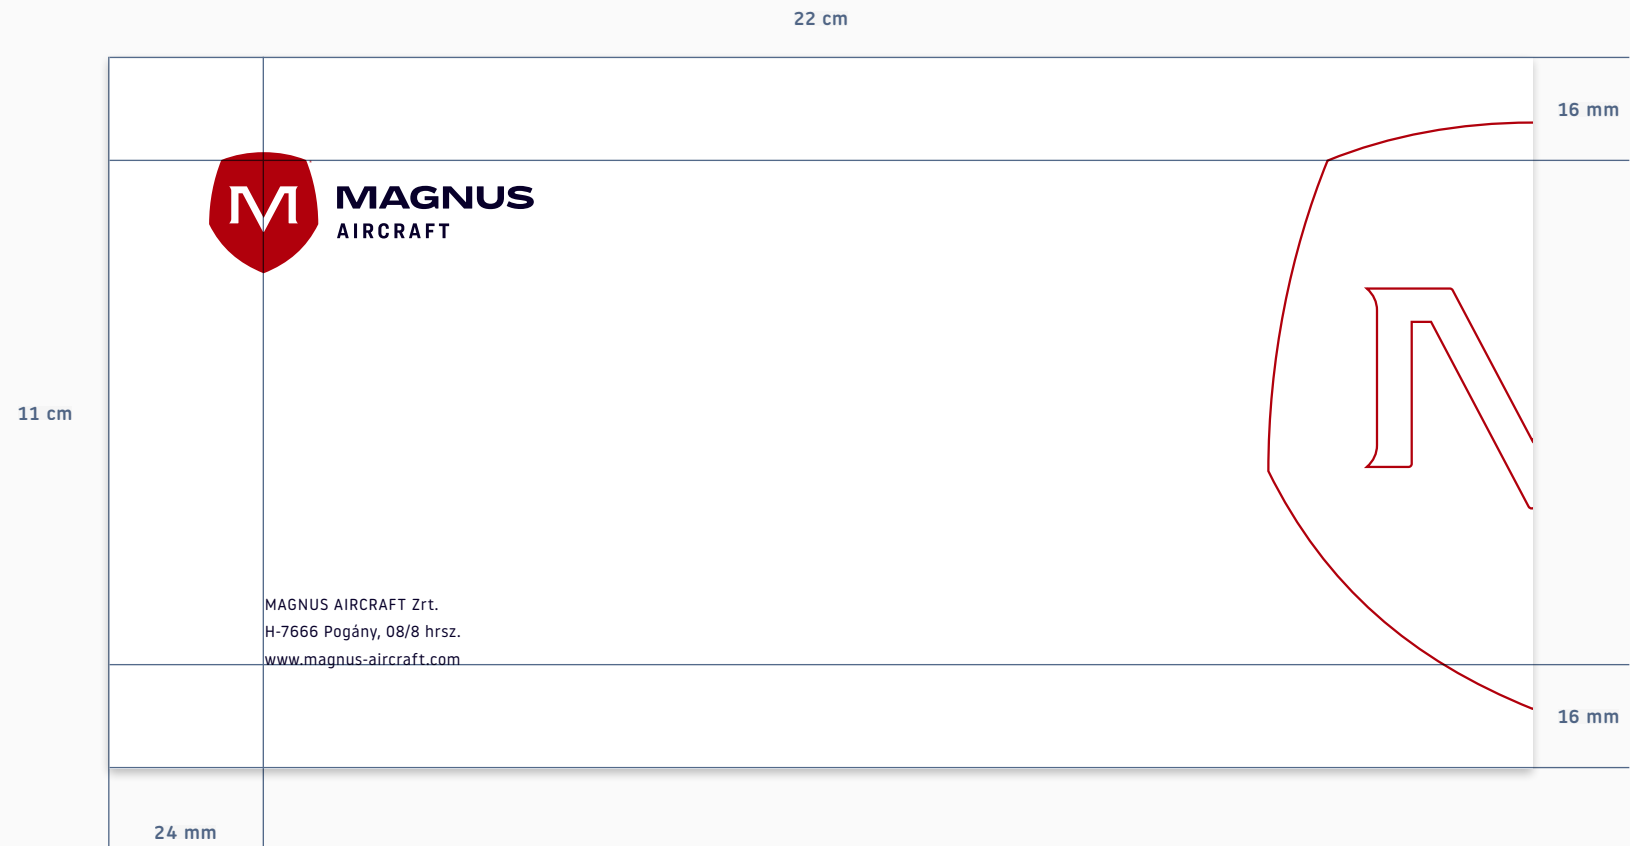 22 cm
16 mm
M
MAGNUS
AIRCRAFT
11 cm
MAGNUS AIRCRAFT Zrt.
H-7666 Pogány, 08/8 hrsz.
www.magnus-aircraft.com
16 mm
24 mm